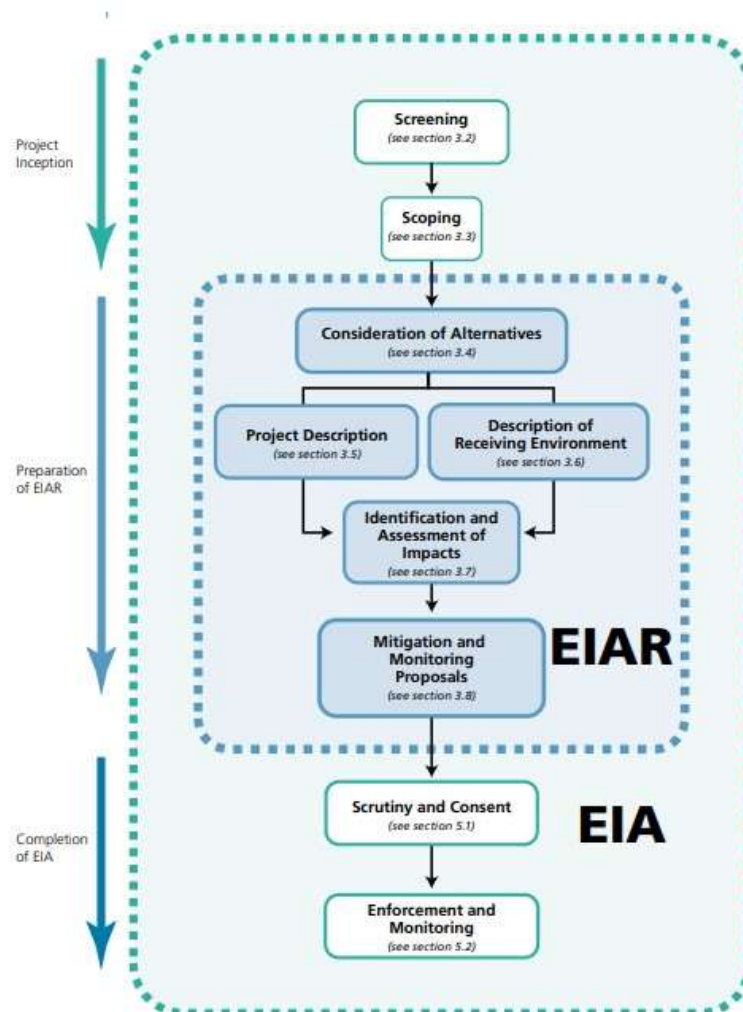 Project
Inception
Screening
(see section 3.2)
Scoping
(see section 3.3)
Consideration of Alternatives
(see section 3.4)
Project Description
(see section 3.5)
Description of
Receiving Environment
(see section 3.6)
Preparation
of EIAR
Identification and
Assessment of
Impacts
(see section 3.7)
Mitigation and
Monitoring
Proposals
(see section 3.8)
EIAR
Scrutiny and Consent
(see section 5.1)
EIA
Completion
of EIA
Enforcement and
Monitoring
(see section 5.2)